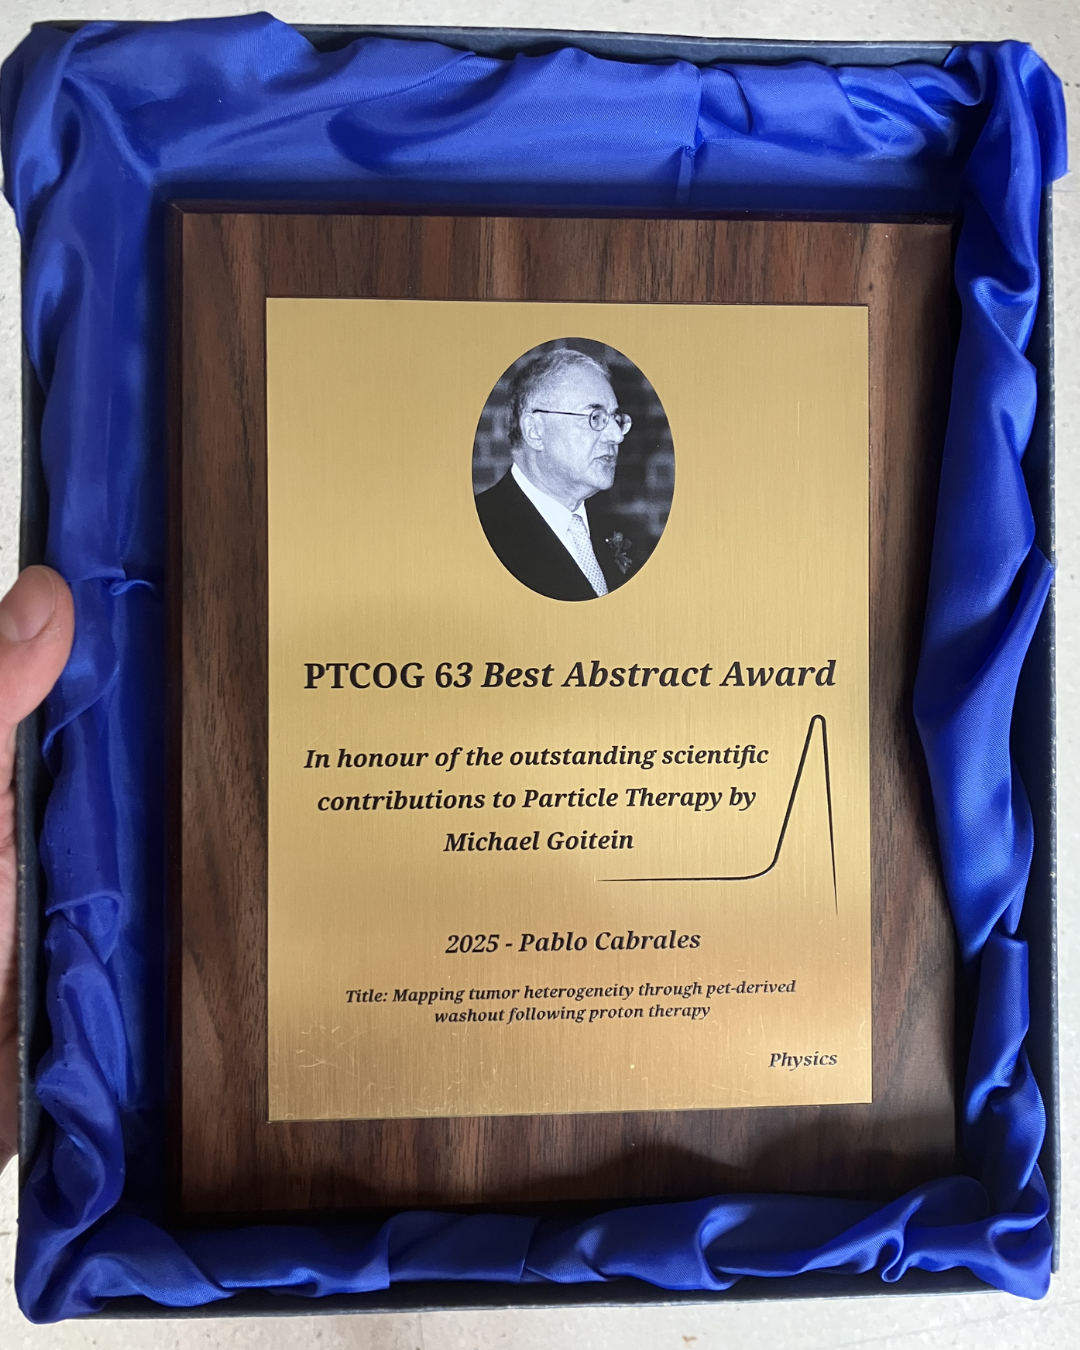 PTCOG 63 Best Abstract Award
In honour of the outstanding scientific
contributions to Particle Therapy by
Michael Goitein
2025 - Pablo Cabrales
Title: Mapping tumor heterogeneity through pet-derived
washout following proton therapy
Physics